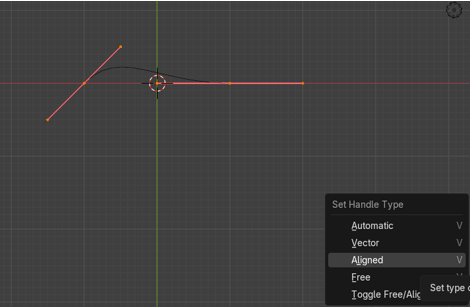 Set Handle Type
Automatic V
Vector V
Aligned V
Free V
Toggle Free/Alig
Set type